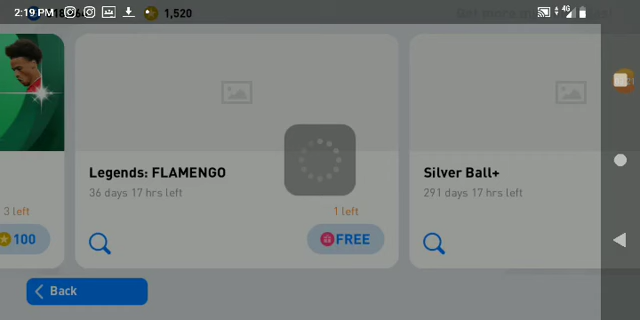 2:19 PM
4G
1,520
Legends: FLAMENGO
Silver Ball+
36 days 17 hrs left
291 days 17 hrs left
3 left
1 left
100
FREE
Back